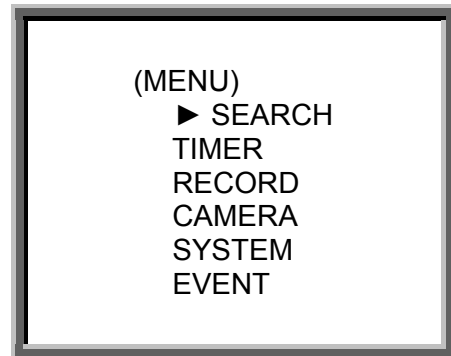 (MENU)
► SEARCH
TIMER
RECORD
CAMERA
SYSTEM
EVENT